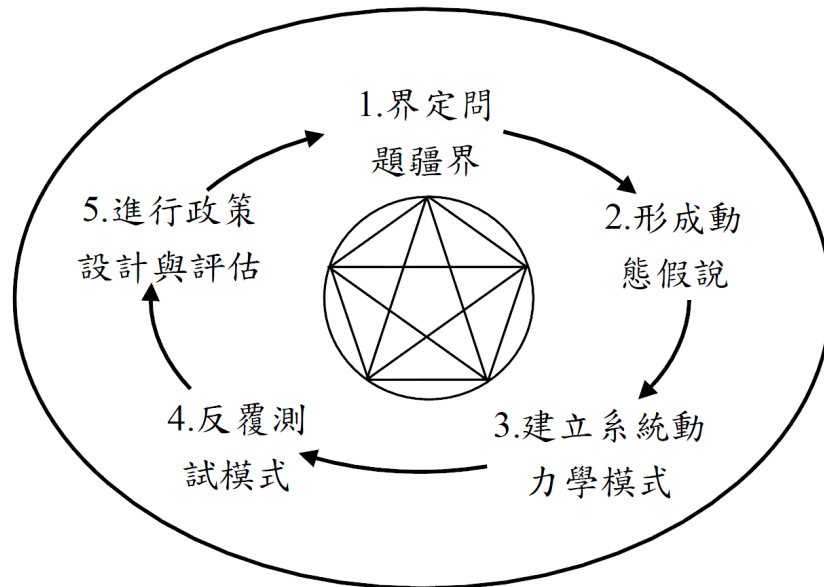 1.界定問
題疆界
2.形成動
態假說
3.建立系統動
力學模式
4.反覆測
試模式
5.進行政策
設計與評估